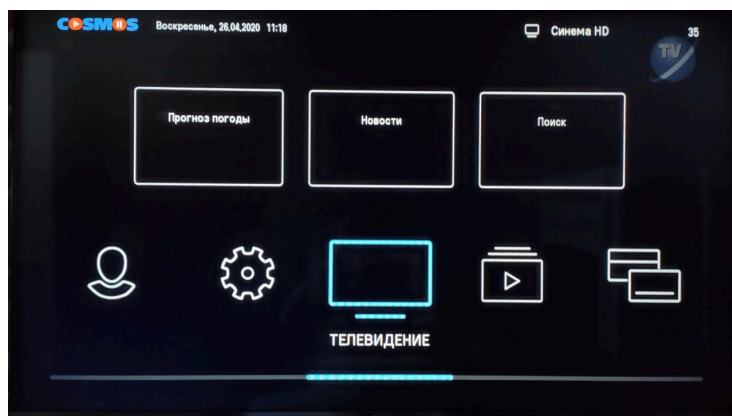 COSMOS Воскресенье, 26.04.2020 11:18 Синема HD 35
TV
Прогноз погоды Новости Поиск
ТЕЛЕВИДЕНИЕ